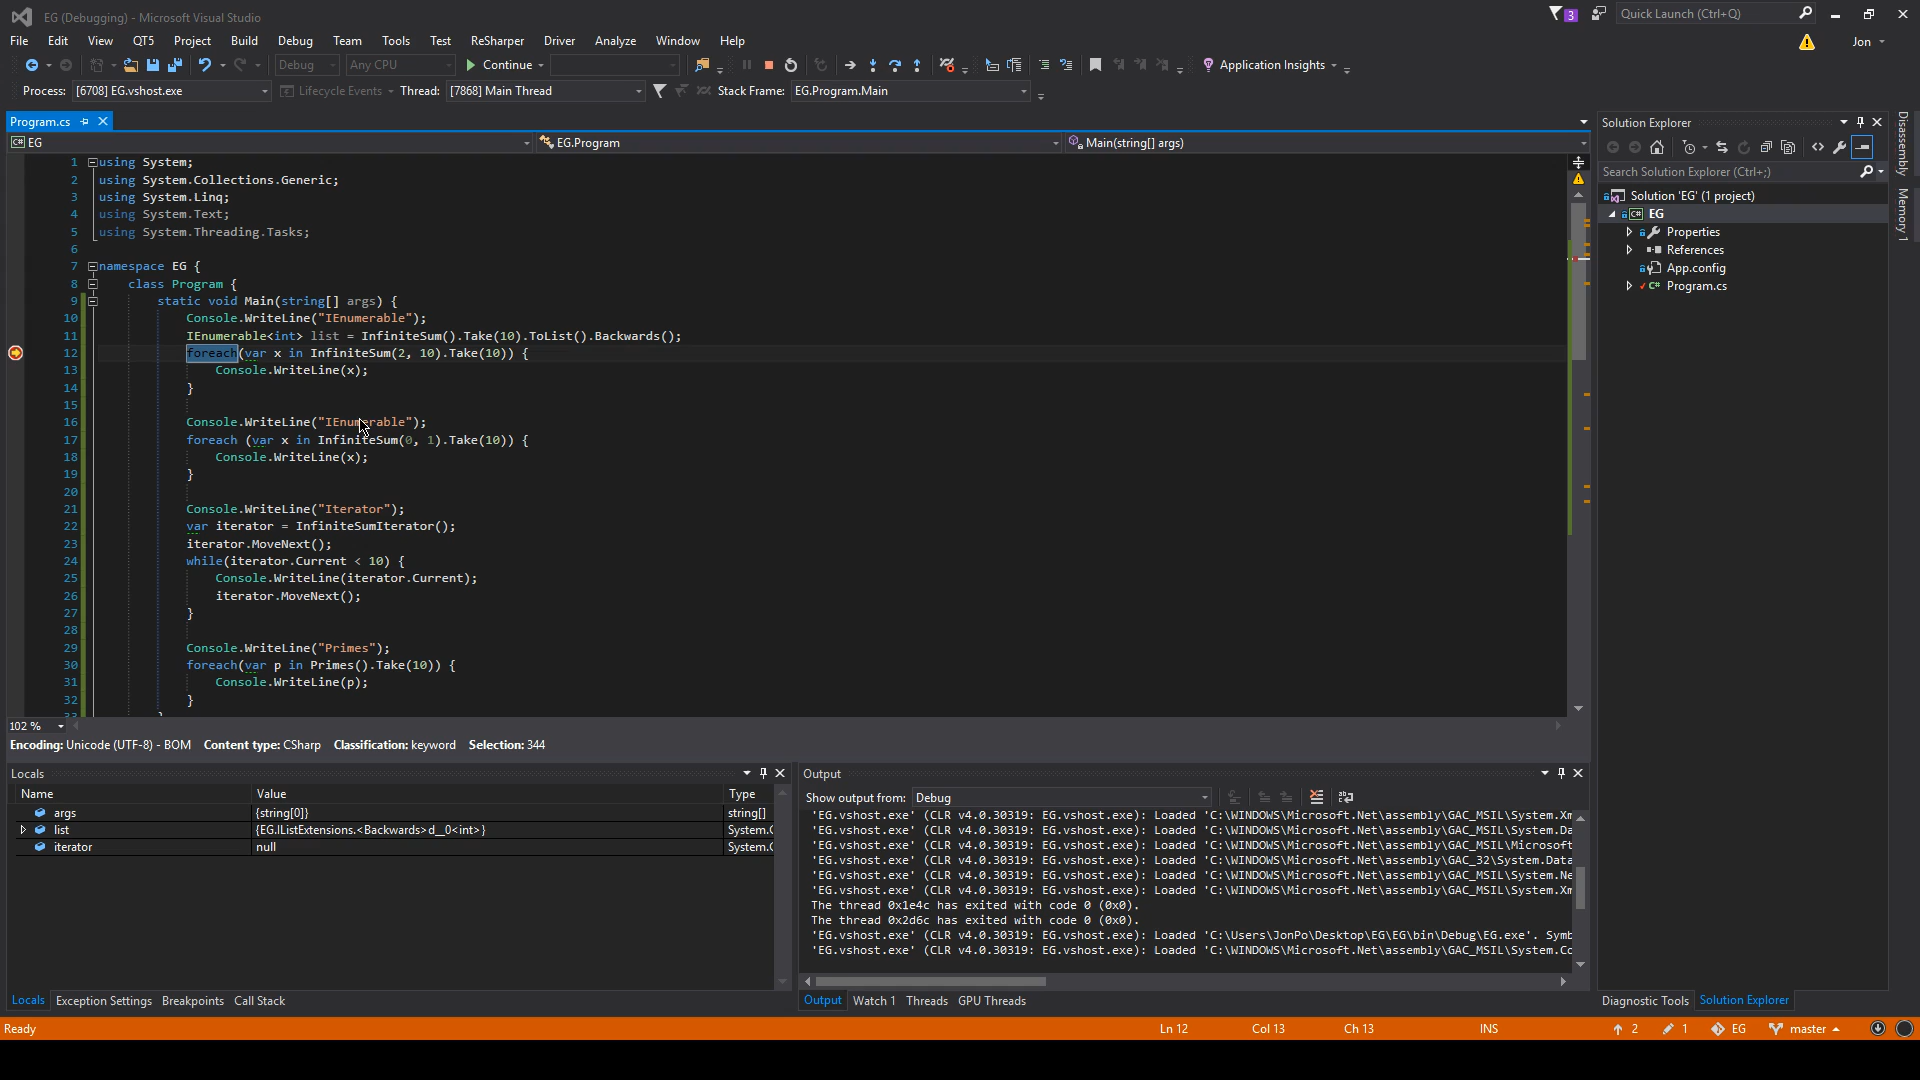 EG (Debugging) - Microsoft Visual Studio
3
Quick Launch (Ctrl+Q)
File Edit View QT5 Project Build Debug Team Tools Test ReSharper Driver Analyze Window Help
Jon
Debug Any CPU Continue Application Insights
Process: [6708] EG.vshost.exe Lifecycle Events Thread: [7868] Main Thread Stack Frame: EG.Program.Main
Program.cs
EG EG.Program Main(string[] args)
1 using System;
2 using System.Collections.Generic;
3 using System.Linq;
4 using System.Text;
5 using System.Threading.Tasks;
6
7 namespace EG {
8 class Program {
9 static void Main(string[] args) {
10 Console.WriteLine("IEnumerable");
11 IEnumerable<int> list = InfiniteSum().Take(10).ToList().Backwards();
12 foreach(var x in InfiniteSum(2, 10).Take(10)) {
13 Console.WriteLine(x);
14 }
15
16 Console.WriteLine("IEnumerable");
17 foreach (var x in InfiniteSum(0, 1).Take(10)) {
18 Console.WriteLine(x);
19 }
20
21 Console.WriteLine("Iterator");
22 var iterator = InfiniteSumIterator();
23 iterator.MoveNext();
24 while(iterator.Current < 10) {
25 Console.WriteLine(iterator.Current);
26 iterator.MoveNext();
27 }
28
29 Console.WriteLine("Primes");
30 foreach(var p in Primes().Take(10)) {
31 Console.WriteLine(p);
32 }
33 }
102 %
Encoding: Unicode (UTF-8) - BOM Content type: CSharp Classification: keyword Selection: 344
Solution Explorer
Search Solution Explorer (Ctrl+;)
Solution 'EG' (1 project)
EG
Properties
References
App.config
Program.cs
Disassembly
Memory 1
Locals
Name Value Type
args {string[0]} string[]
list {EG.IListExtensions.<Backwards>d__0<int>} System.C
iterator null System.C
Locals Exception Settings Breakpoints Call Stack
Output
Show output from: Debug
'EG.vshost.exe' (CLR v4.0.30319: EG.vshost.exe): Loaded 'C:\WINDOWS\Microsoft.Net\assembly\GAC_MSIL\System.Xm
'EG.vshost.exe' (CLR v4.0.30319: EG.vshost.exe): Loaded 'C:\WINDOWS\Microsoft.Net\assembly\GAC_MSIL\System.Da
'EG.vshost.exe' (CLR v4.0.30319: EG.vshost.exe): Loaded 'C:\WINDOWS\Microsoft.Net\assembly\GAC_MSIL\Microsoft
'EG.vshost.exe' (CLR v4.0.30319: EG.vshost.exe): Loaded 'C:\WINDOWS\Microsoft.Net\assembly\GAC_32\System.Data
'EG.vshost.exe' (CLR v4.0.30319: EG.vshost.exe): Loaded 'C:\WINDOWS\Microsoft.Net\assembly\GAC_MSIL\System.Ne
'EG.vshost.exe' (CLR v4.0.30319: EG.vshost.exe): Loaded 'C:\WINDOWS\Microsoft.Net\assembly\GAC_MSIL\System.Xm
The thread 0x1e4c has exited with code 0 (0x0).
The thread 0x2d6c has exited with code 0 (0x0).
'EG.vshost.exe' (CLR v4.0.30319: EG.vshost.exe): Loaded 'C:\Users\JonPo\Desktop\EG\EG\bin\Debug\EG.exe'. Symb
'EG.vshost.exe' (CLR v4.0.30319: EG.vshost.exe): Loaded 'C:\WINDOWS\Microsoft.Net\assembly\GAC_MSIL\System.Co
Output Watch 1 Threads GPU Threads
Diagnostic Tools Solution Explorer
Ready Ln 12 Col 13 Ch 13 INS 2 1 EG master